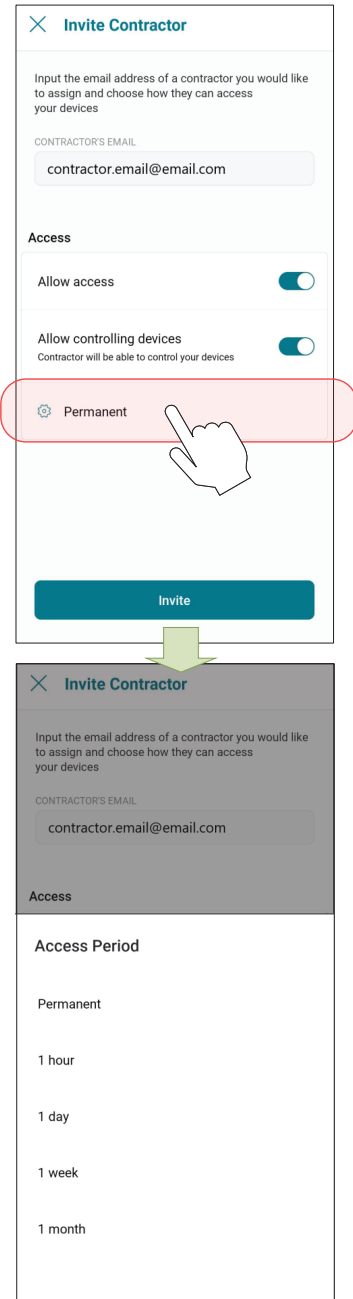 Invite Contractor
Input the email address of a contractor you would like
to assign and choose how they can access
your devices
CONTRACTOR'S EMAIL
contractor.email@email.com
Access
Allow access
Allow controlling devices
Contractor will be able to control your devices
Permanent
Invite
Invite Contractor
Input the email address of a contractor you would like
to assign and choose how they can access
your devices
CONTRACTOR'S EMAIL
contractor.email@email.com
Access
Access Period
Permanent
1 hour
1 day
1 week
1 month